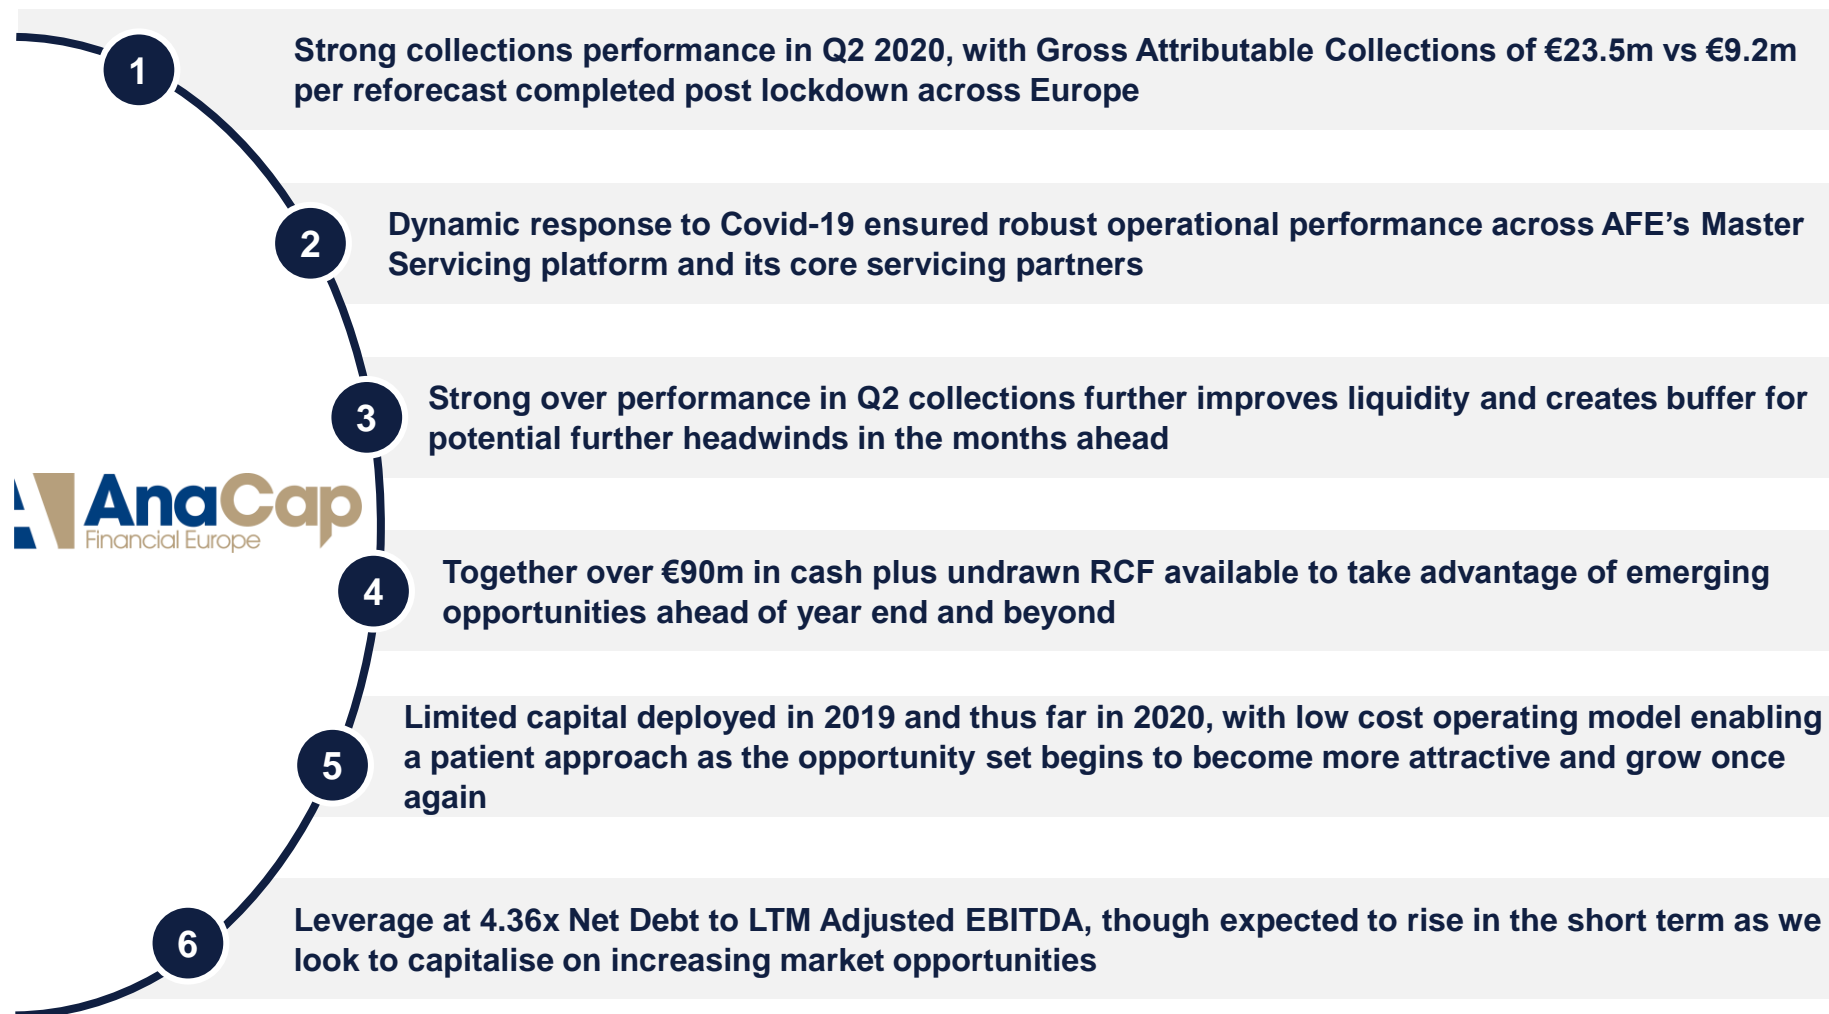 1
Strong collections performance in Q2 2020, with Gross Attributable Collections of €23.5m vs €9.2m
per reforecast completed post lockdown across Europe
2
Dynamic response to Covid-19 ensured robust operational performance across AFE's Master
Servicing platform and its core servicing partners
3
Strong over performance in Q2 collections further improves liquidity and creates buffer for
potential further headwinds in the months ahead
AnaCap
Financial Europe
4
Together over €90m in cash plus undrawn RCF available to take advantage of emerging
opportunities ahead of year end and beyond
5
Limited capital deployed in 2019 and thus far in 2020, with low cost operating model enabling
a patient approach as the opportunity set begins to become more attractive and grow once
again
6
Leverage at 4.36x Net Debt to LTM Adjusted EBITDA, though expected to rise in the short term as we
look to capitalise on increasing market opportunities